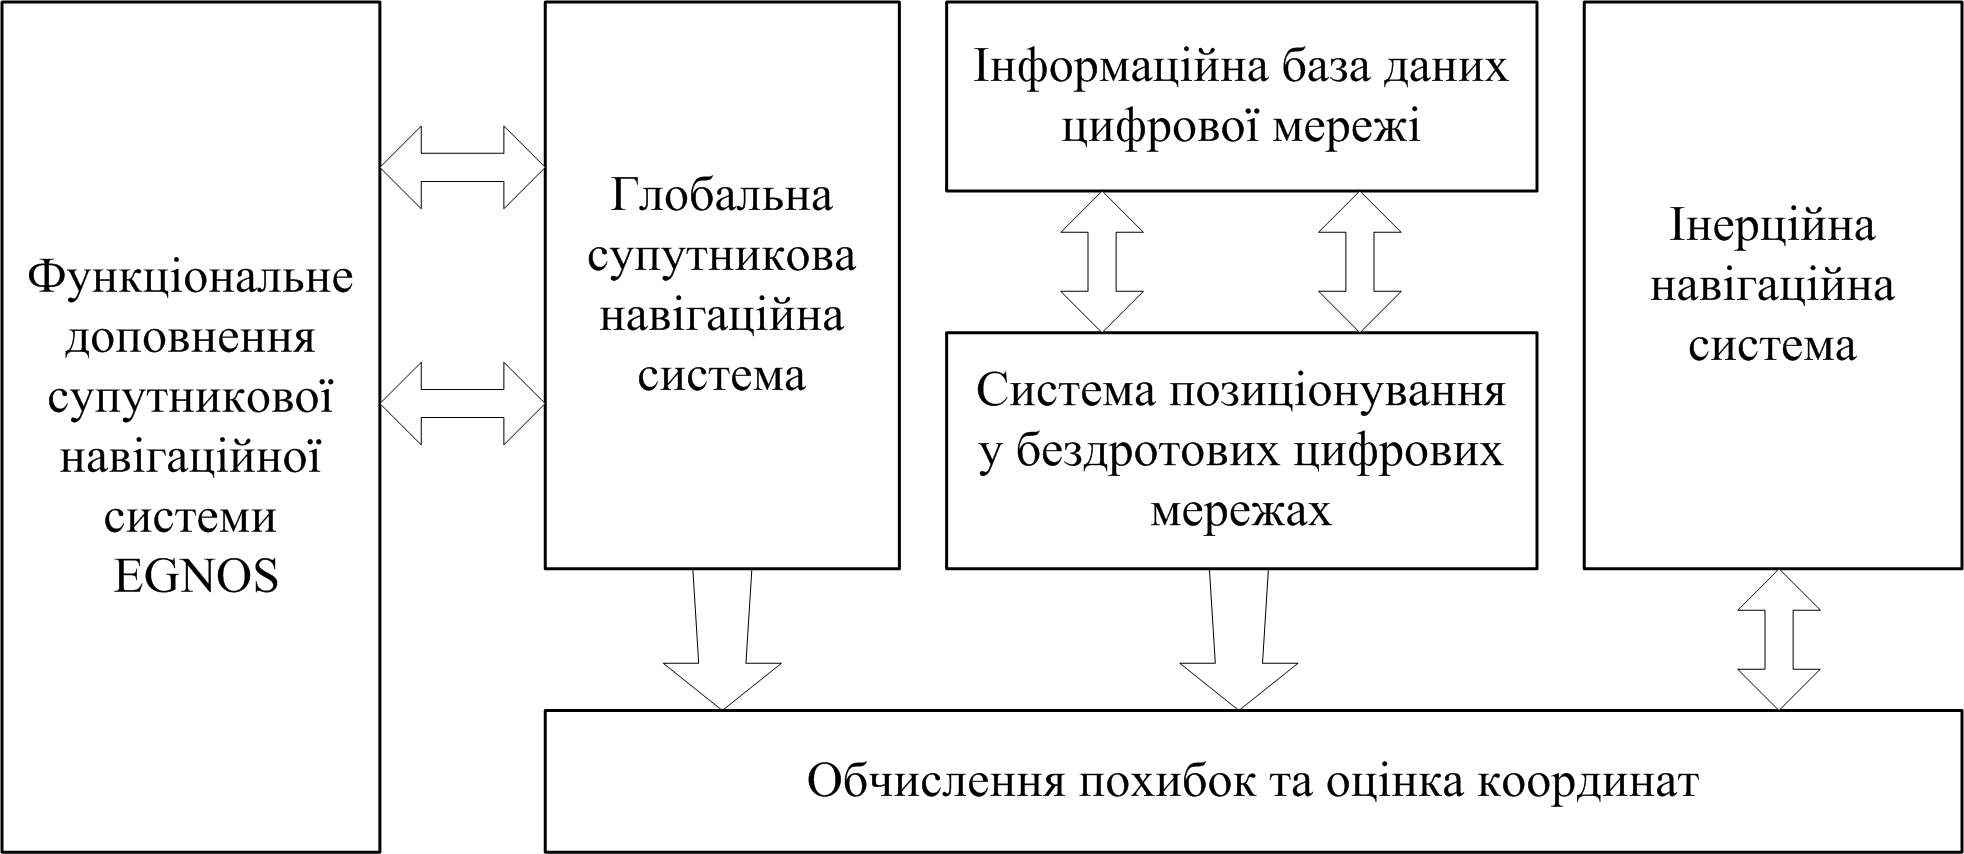 Функціональне
доповнення
супутникової
навігаційної
системи
EGNOS
Глобальна
супутникова
навігаційна
система
Інформаційна база даних
цифрової мережі
Система позиціонування
у бездротових цифрових
мережах
Інерційна
навігаційна
система
Обчислення похибок та оцінка координат